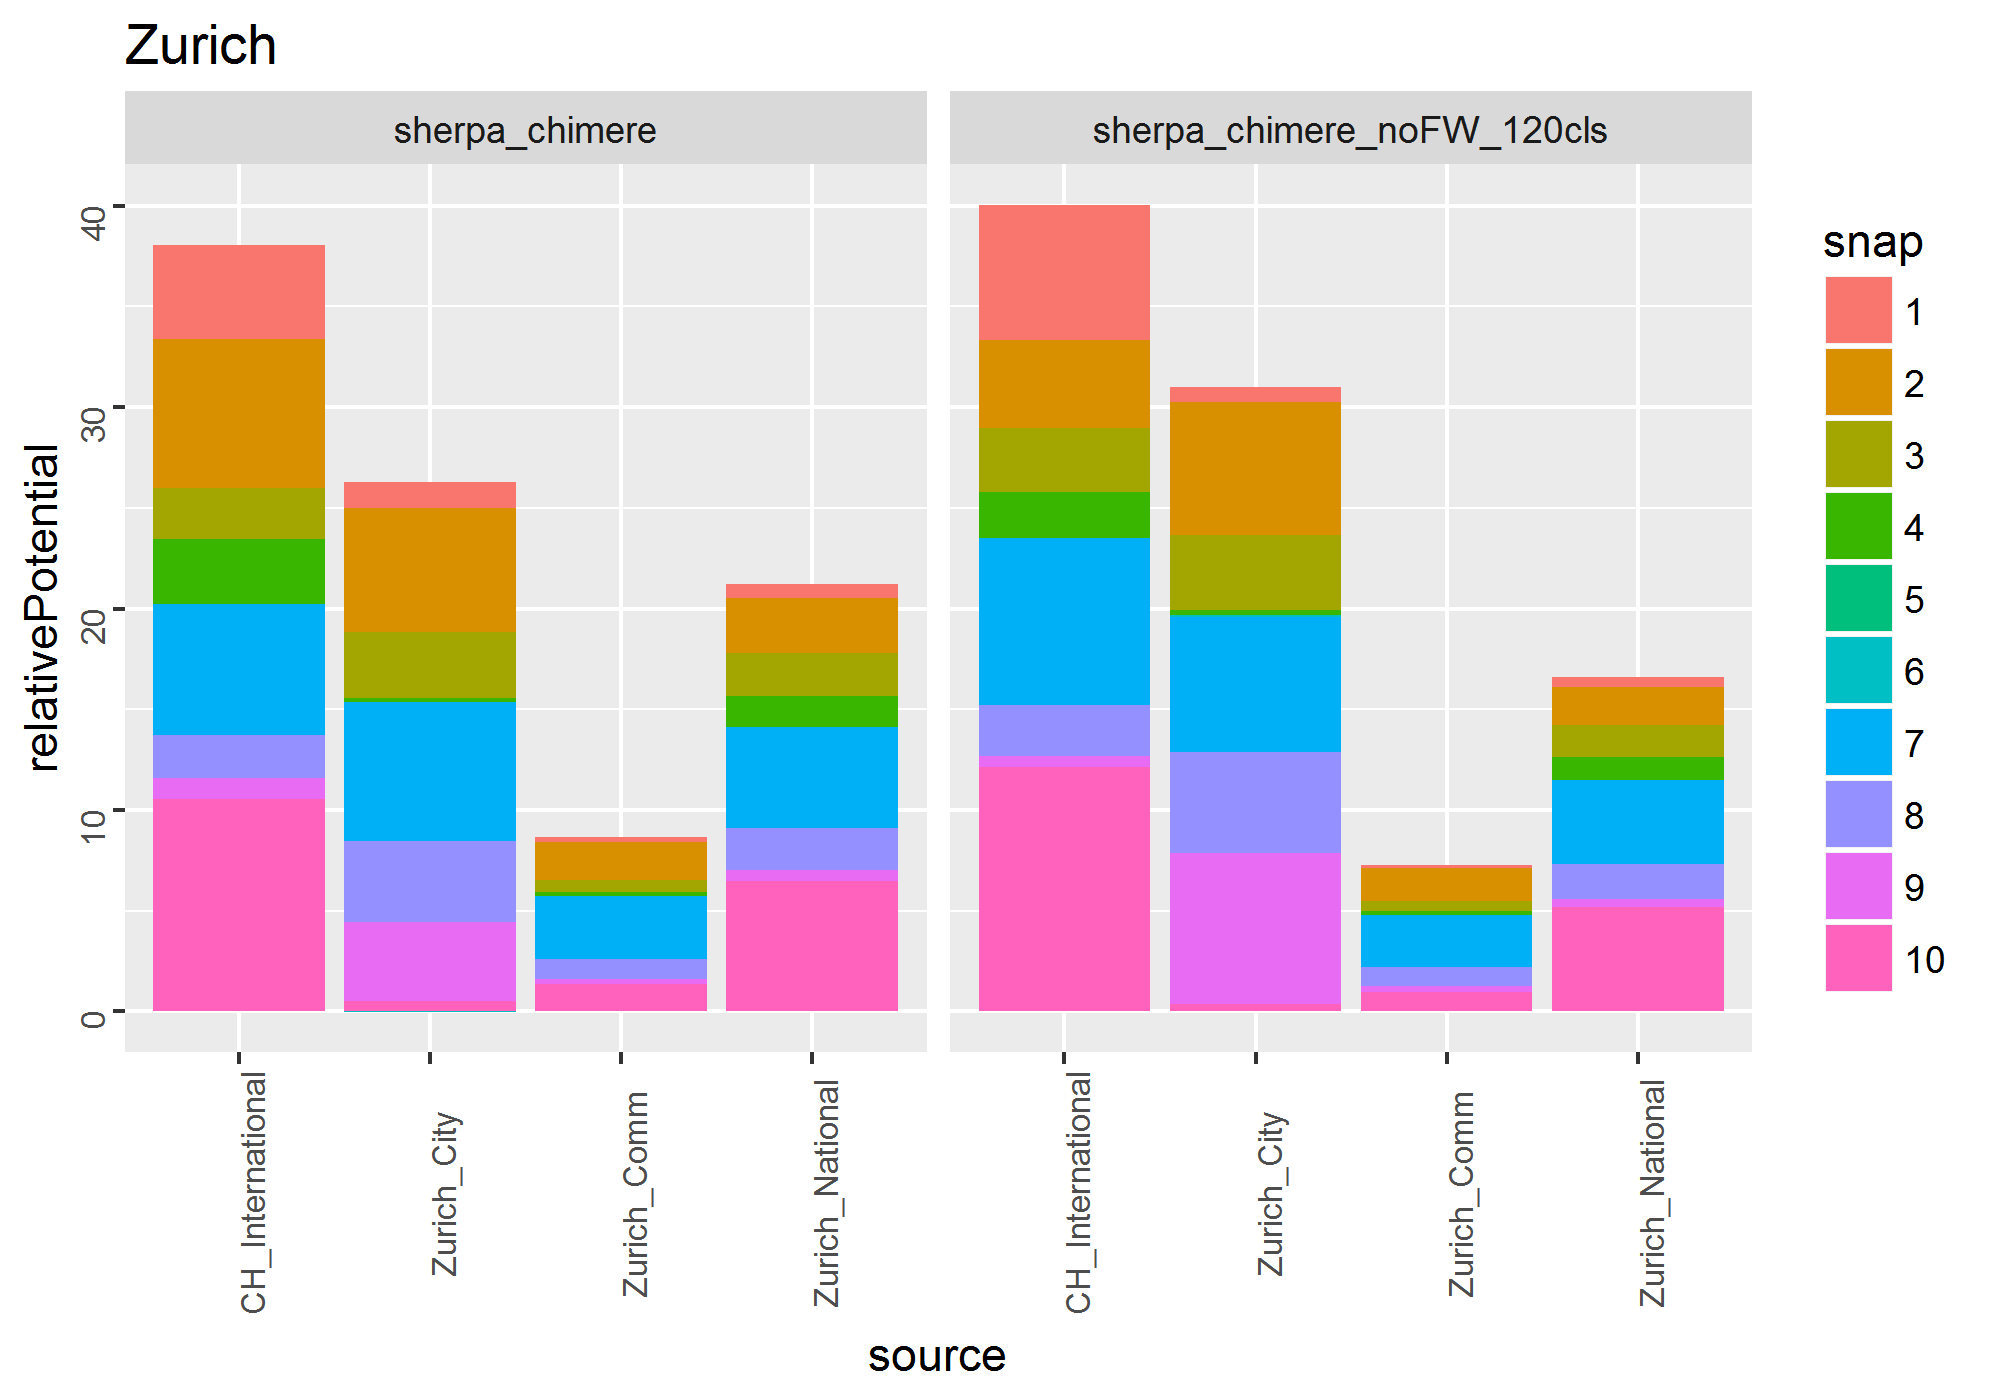 Zurich
sherpa_chimere
sherpa_chimere_noFW_120cls
relativePotential
40
30
20
10
0
CH_International
Zurich_City
Zurich_Comm
Zurich_National
CH_International
Zurich_City
Zurich_Comm
Zurich_National
source
snap
1
2
3
4
5
6
7
8
9
10